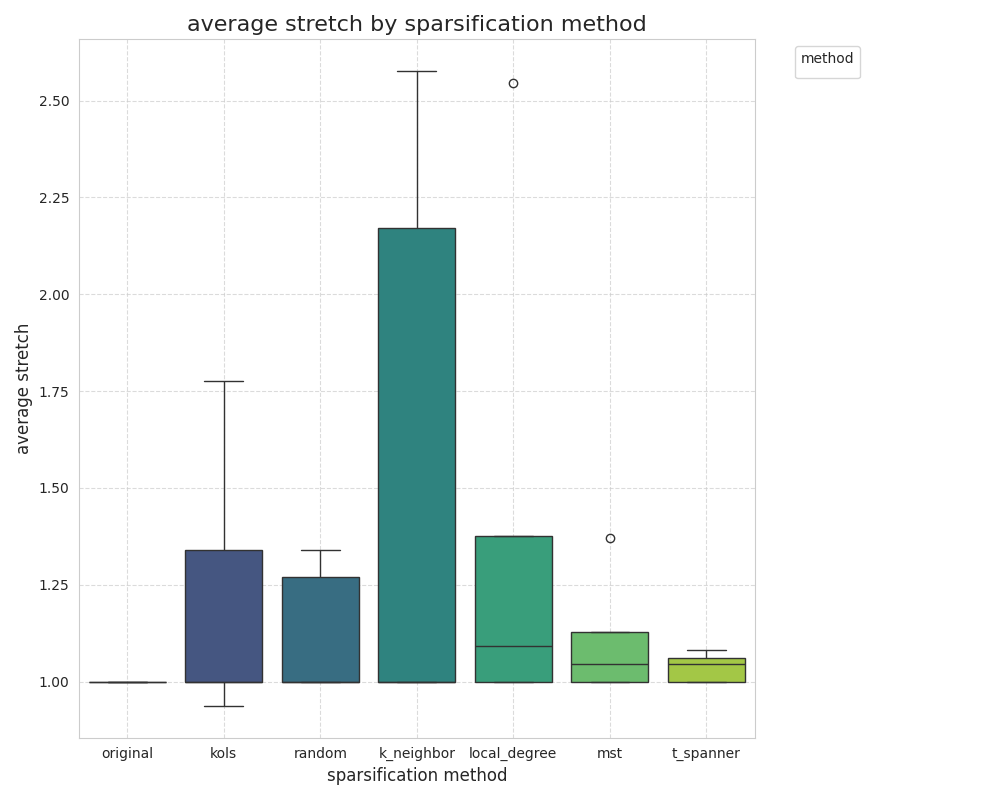 average stretch by sparsification method
method
2.50
2.25
2.00
1.75
1.50
1.25
1.00
average stretch
original kols random k_neighbor local_degree mst t_spanner
sparsification method